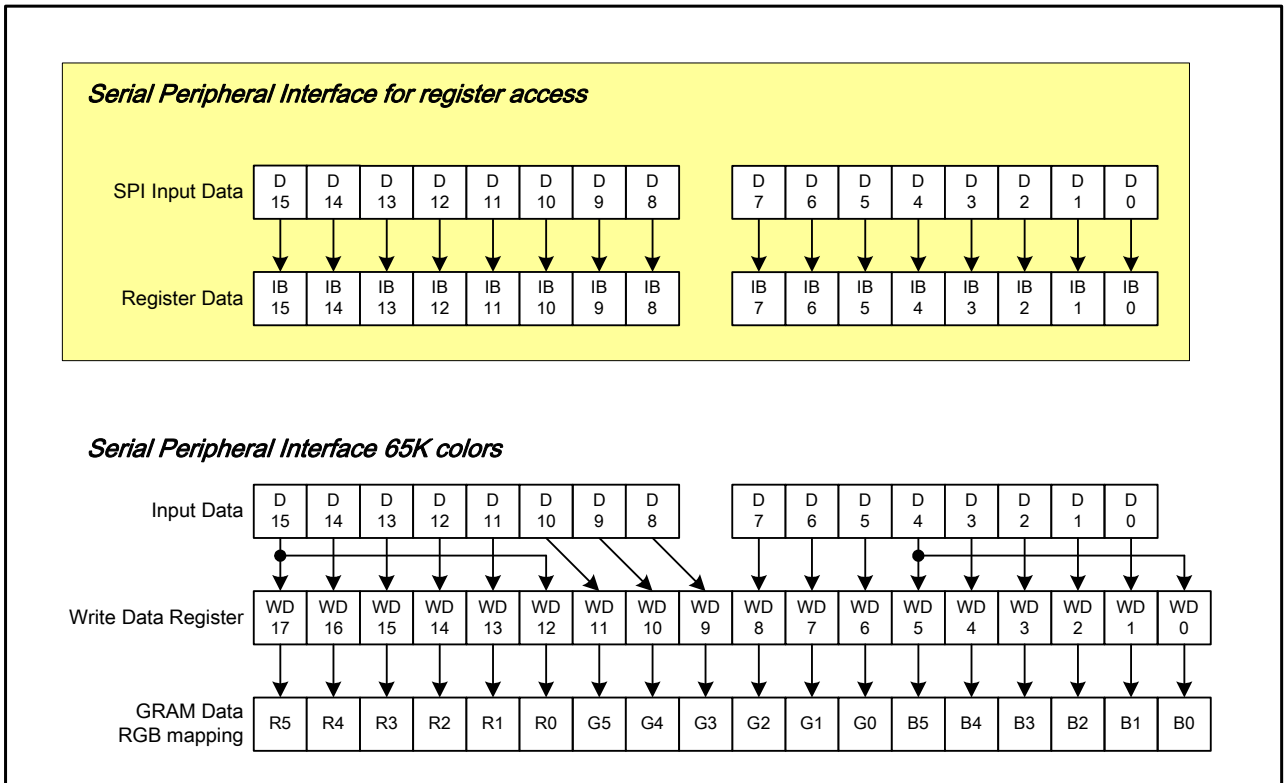 Serial Peripheral Interface for register access
SPI Input Data D 15 D 14 D 13 D 12 D 11 D 10 D 9 D 8 D 7 D 6 D 5 D 4 D 3 D 2 D 1 D 0
Register Data IB 15 IB 14 IB 13 IB 12 IB 11 IB 10 IB 9 IB 8 IB 7 IB 6 IB 5 IB 4 IB 3 IB 2 IB 1 IB 0
Serial Peripheral Interface 65K colors
Input Data D 15 D 14 D 13 D 12 D 11 D 10 D 9 D 8 D 7 D 6 D 5 D 4 D 3 D 2 D 1 D 0
Write Data Register WD 17 WD 16 WD 15 WD 14 WD 13 WD 12 WD 11 WD 10 WD 9 WD 8 WD 7 WD 6 WD 5 WD 4 WD 3 WD 2 WD 1 WD 0
GRAM Data
RGB mapping R5 R4 R3 R2 R1 R0 G5 G4 G3 G2 G1 G0 B5 B4 B3 B2 B1 B0